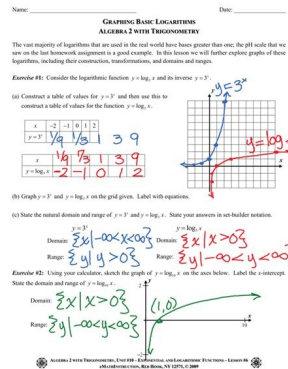 Name: Date:
GRAPHING BASIC LOGARITHMS
ALGEBRA 2 WITH TRIGONOMETRY
The vast majority of logarithms that are used in the real world have bases greater than one; the pH scale that we
saw on the last homework assignment is a good example. In this lesson we will further explore graphs of these
logarithms, including their construction, transformations, and domains and ranges.
Exercise #1: Consider the logarithmic function y = log₃ x and its inverse y = 3ˣ.
(a) Construct a table of values for y = 3ˣ and then use this to
construct a table of values for the function y = log₃ x.
y=3ˣ
x -2 -1 0 1 2
y = 3ˣ 1/9 1/3 1 3 9
y=log
x 1/9 1/3 1 3 9
x
y = log₃ x -2 -1 0 1 2
(b) Graph y = 3ˣ and y = log₃ x on the grid given. Label with equations.
(c) State the natural domain and range of y = 3ˣ and y = log₃ x. State your answers in set-builder notation.
y = 3ˣ y = log₃ x
Domain: {x|-∞<x<∞} Domain: {x|x>0}
Range: {y|y>0} Range: {y|-∞<y<∞
Exercise #2: Using your calculator, sketch the graph of y = log₁₀ x on the axes below. Label the x-intercept.
State the domain and range of y = log₁₀ x.
2 y
Domain: {x|x>0}
(1,0)
Range: {y|-∞<y<∞}
x
10
-2
ALGEBRA 2 WITH TRIGONOMETRY, UNIT #10 – EXPONENTIAL AND LOGARITHMIC FUNCTIONS – LESSON #6
eMATHINSTRUCTION, RED HOOK, NY 12571, © 2009